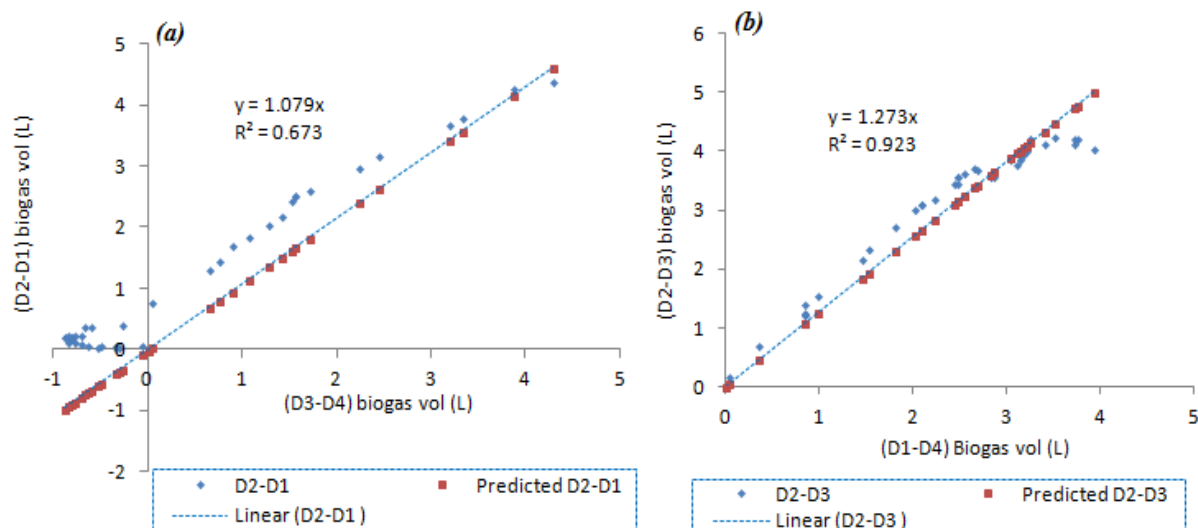 (a)
5
4
3
2
1
0
-1
-2
(D2-D1) biogas vol (L)
y = 1.079x
R² = 0.673
-1 0 1 2 3 4 5
(D3-D4) biogas vol (L)
D2-D1 Predicted D2-D1
Linear (D2-D1 )
(b)
6
5
4
3
2
1
0
(D2-D3) biogas vol (L)
y = 1.273x
R² = 0.923
0 1 2 3 4 5
(D1-D4) Biogas vol (L)
D2-D3 Predicted D2-D3
Linear (D2-D3 )